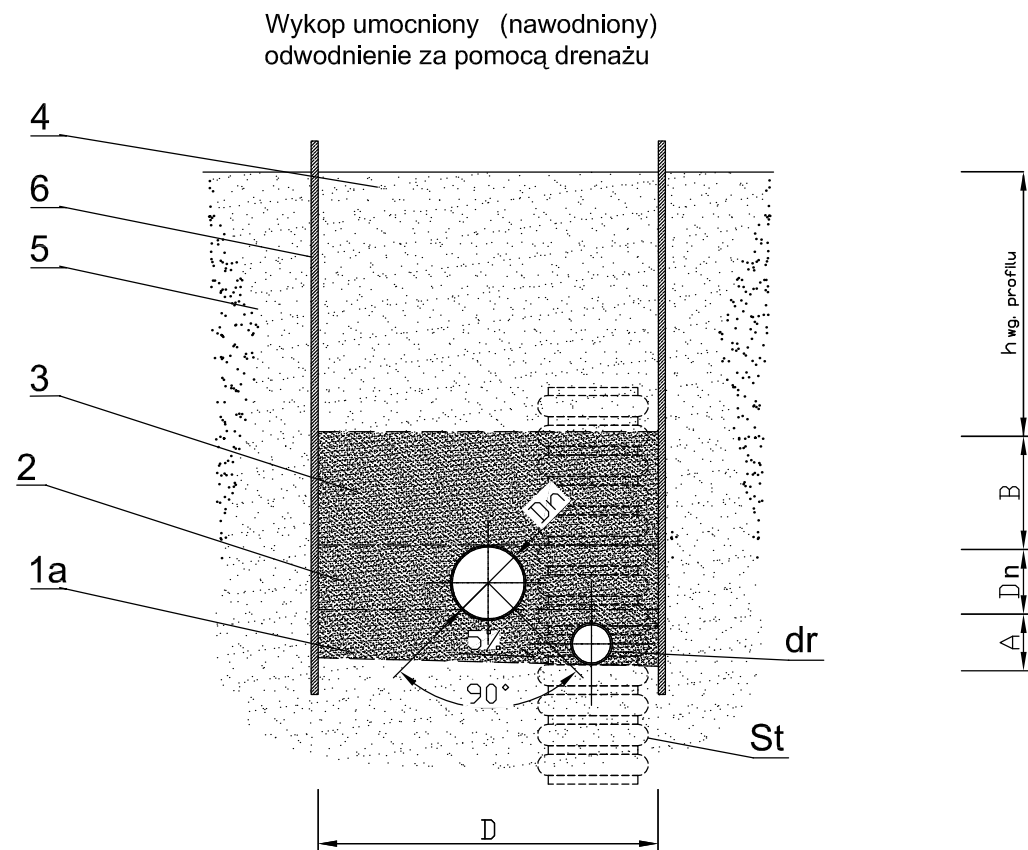 Wykop umocniony (nawodniony)
odwodnienie za pomocą drenażu
4
6
5
3
2
1a
Dn
5%
90°
dr
St
D
h wg. profilu
B
Dn
A